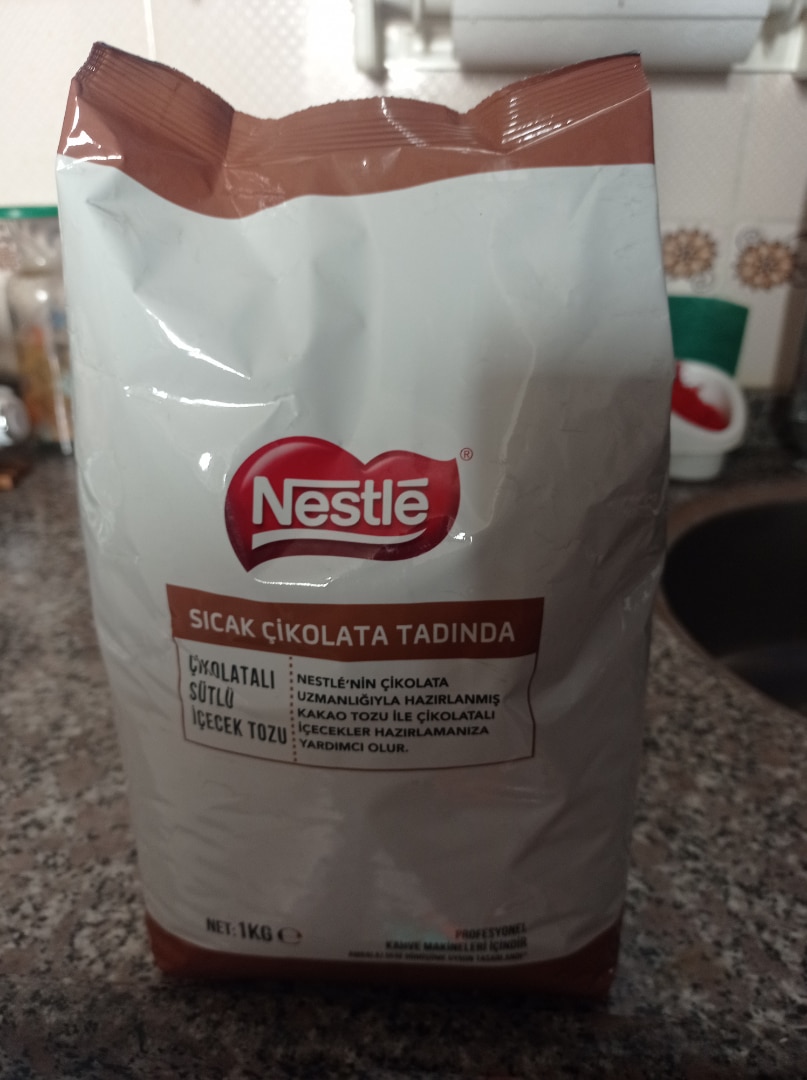 Nestlé®
SICAK ÇİKOLATA TADINDA
ÇİKOLATALI
SÜTLÜ
İÇECEK TOZU
NESTLÉ'NİN ÇİKOLATA
UZMANLIĞIYLA HAZIRLANMIŞ
KAKAO TOZU İLE ÇİKOLATALI
İÇECEKLER HAZIRLAMANIZA
YARDIMCI OLUR.
NET: 1KG ℮
PROFESYONEL
KAHVE MAKİNELERİ İÇİNDİR